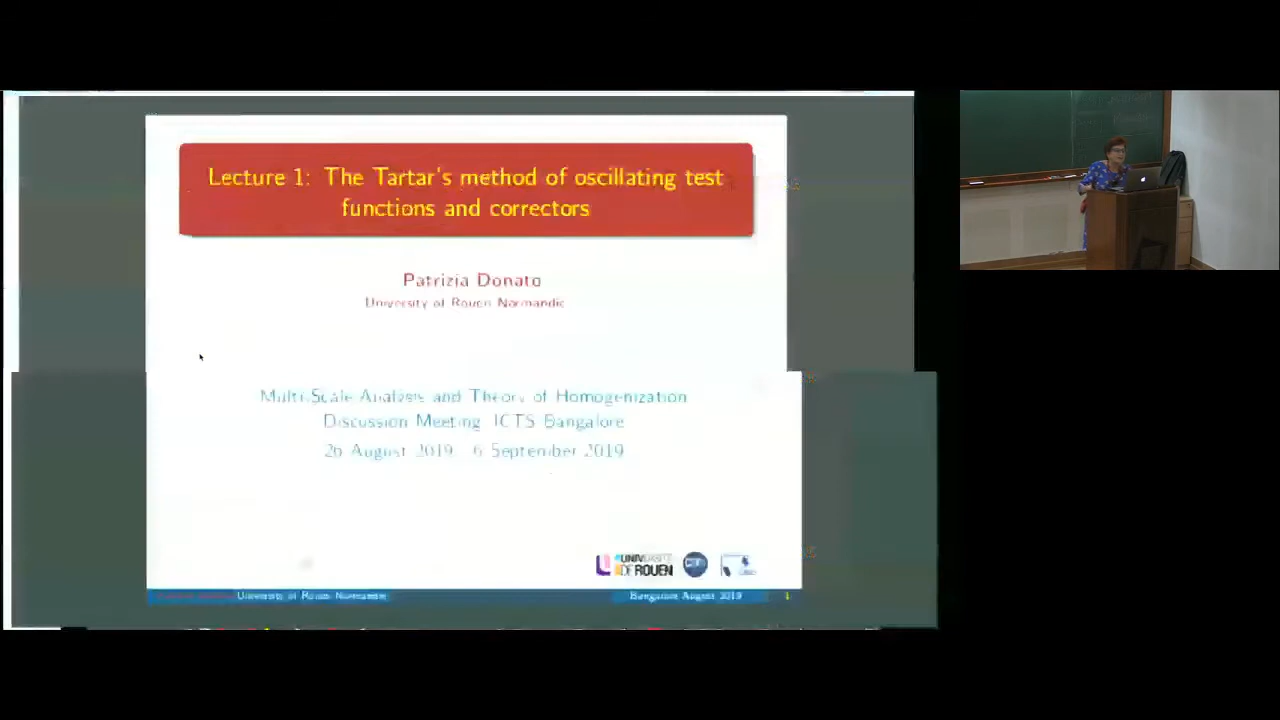 Lecture 1: The Tartar's method of oscillating test
functions and correctors
Patrizia Donato
University of Rouen Normandie
Multi-Scale Analysis and Theory of Homogenization
Discussion Meeting ICTS Bangalore
26 August 2019 6 September 2019
UNIVERSITÉ
DE ROUEN
University of Rouen Normandie
Bangalore August 2019
1